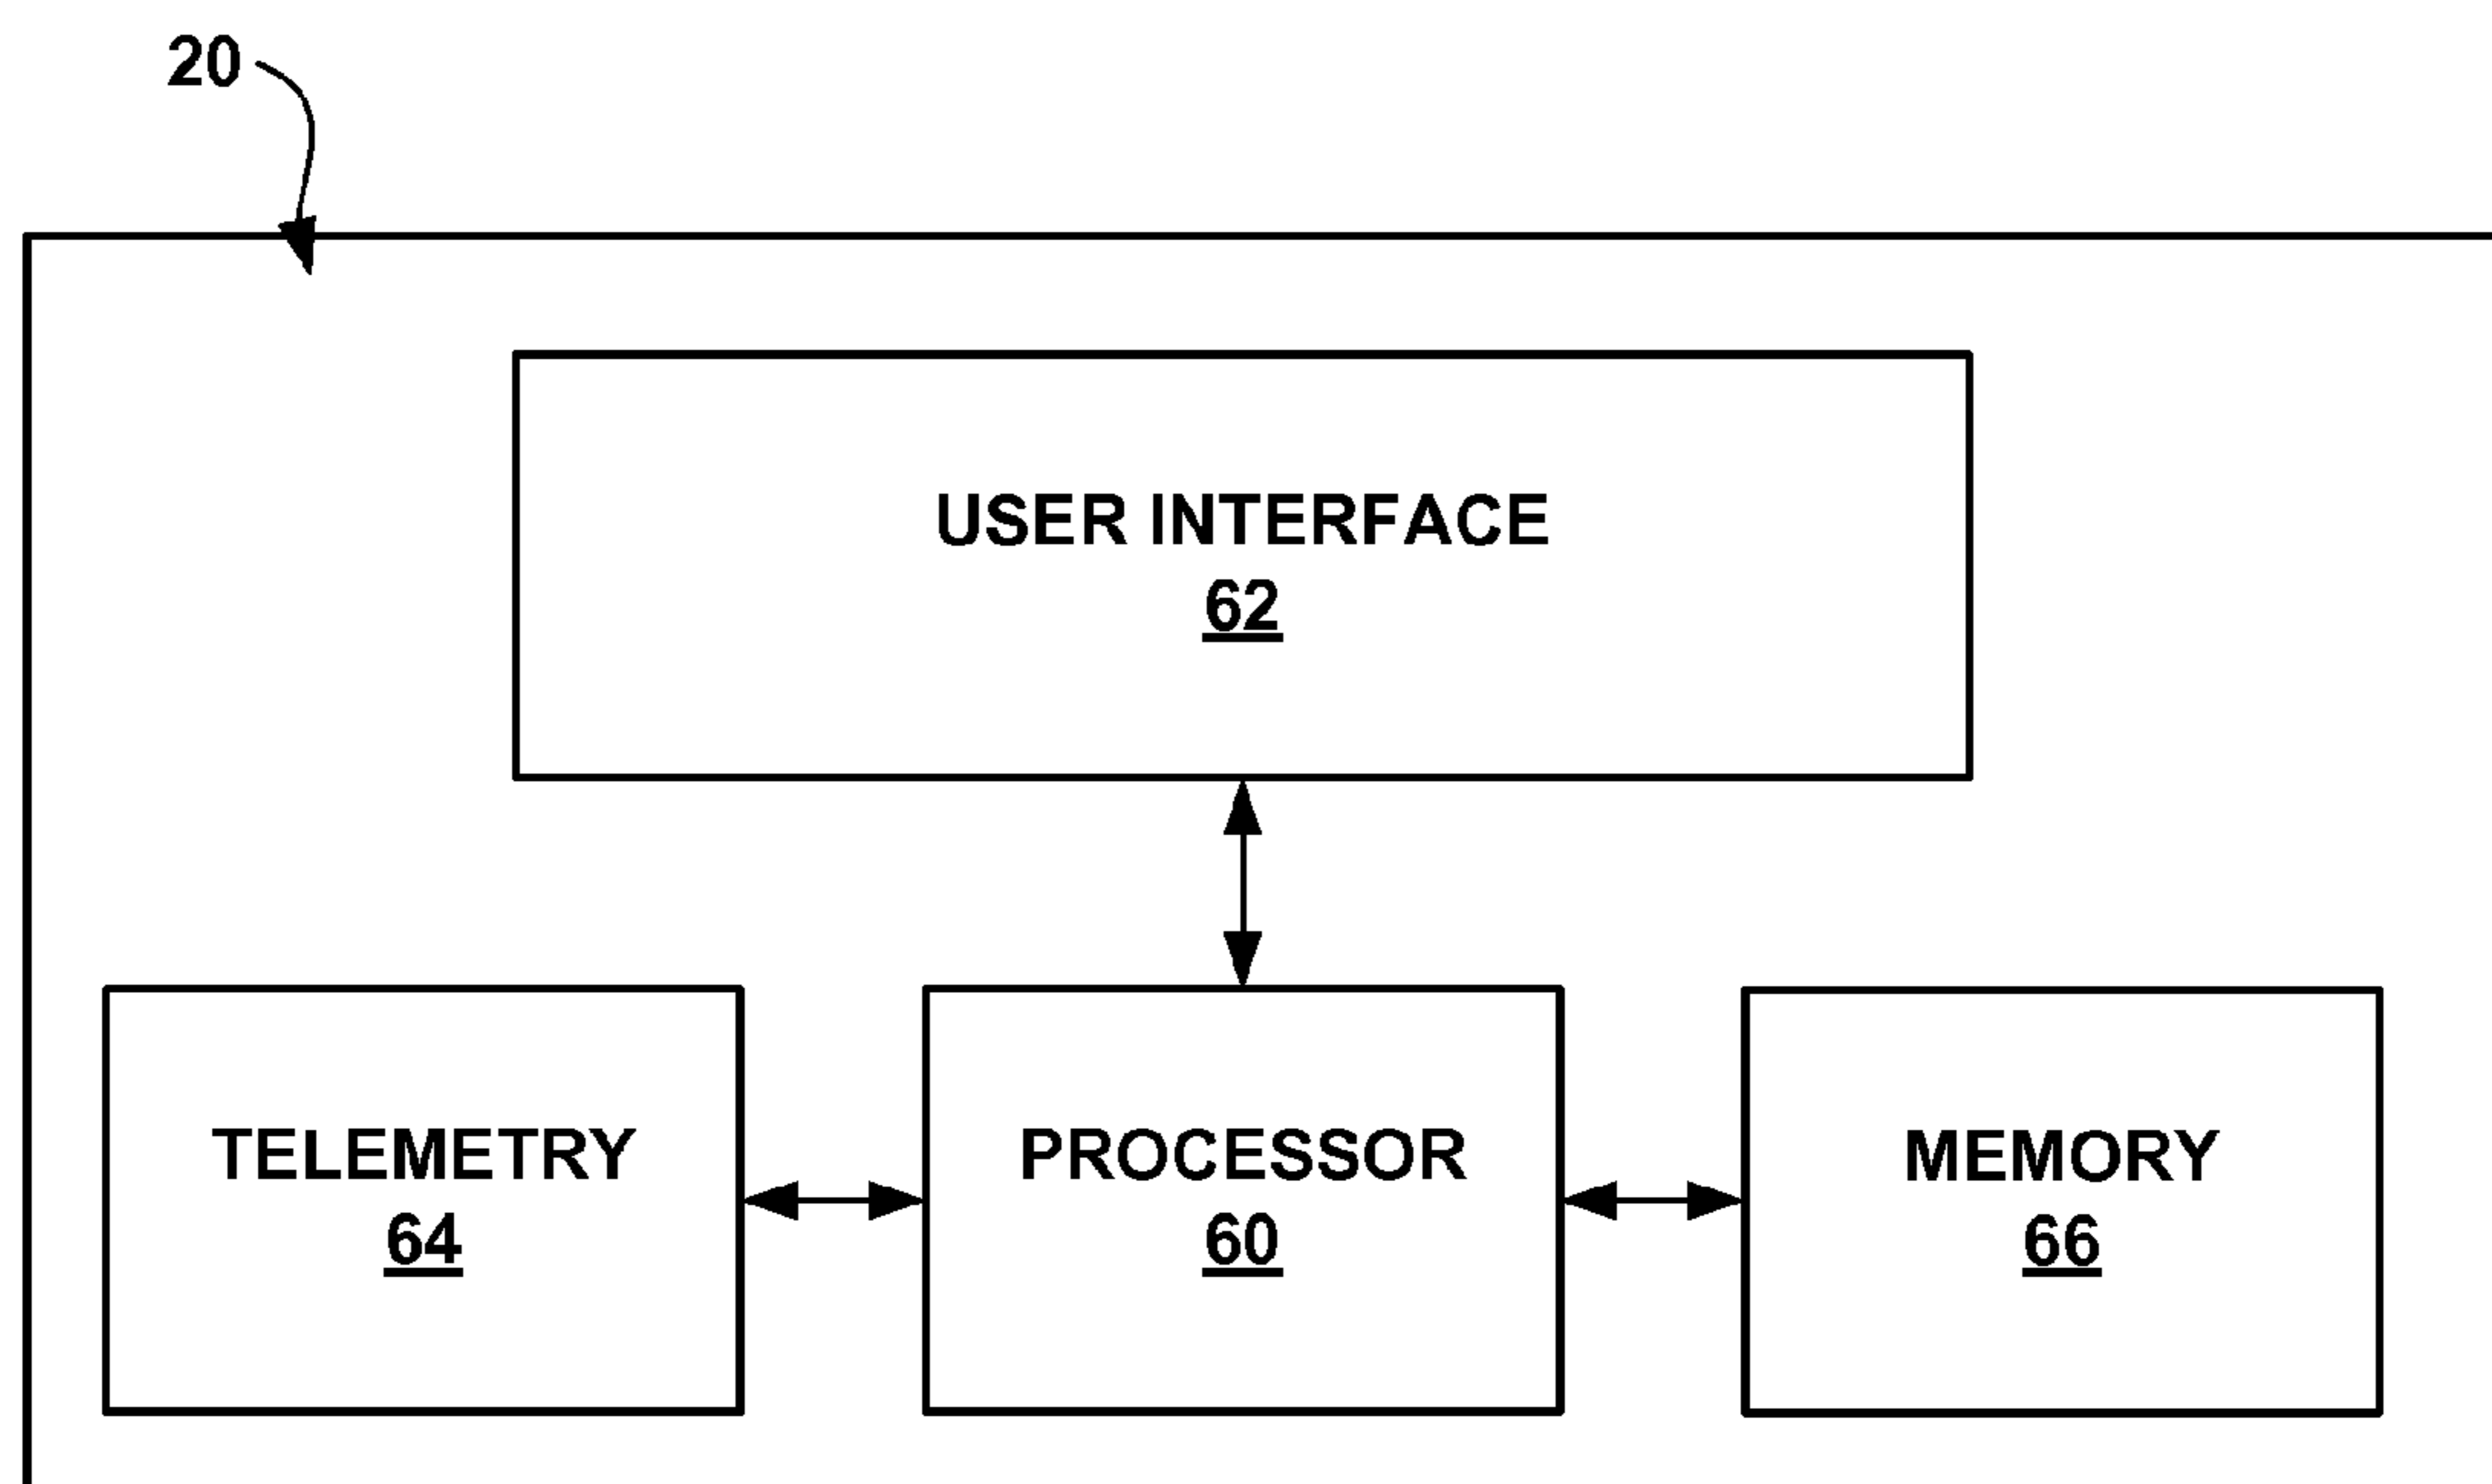 20
USER INTERFACE
62
TELEMETRY
64
PROCESSOR
60
MEMORY
66